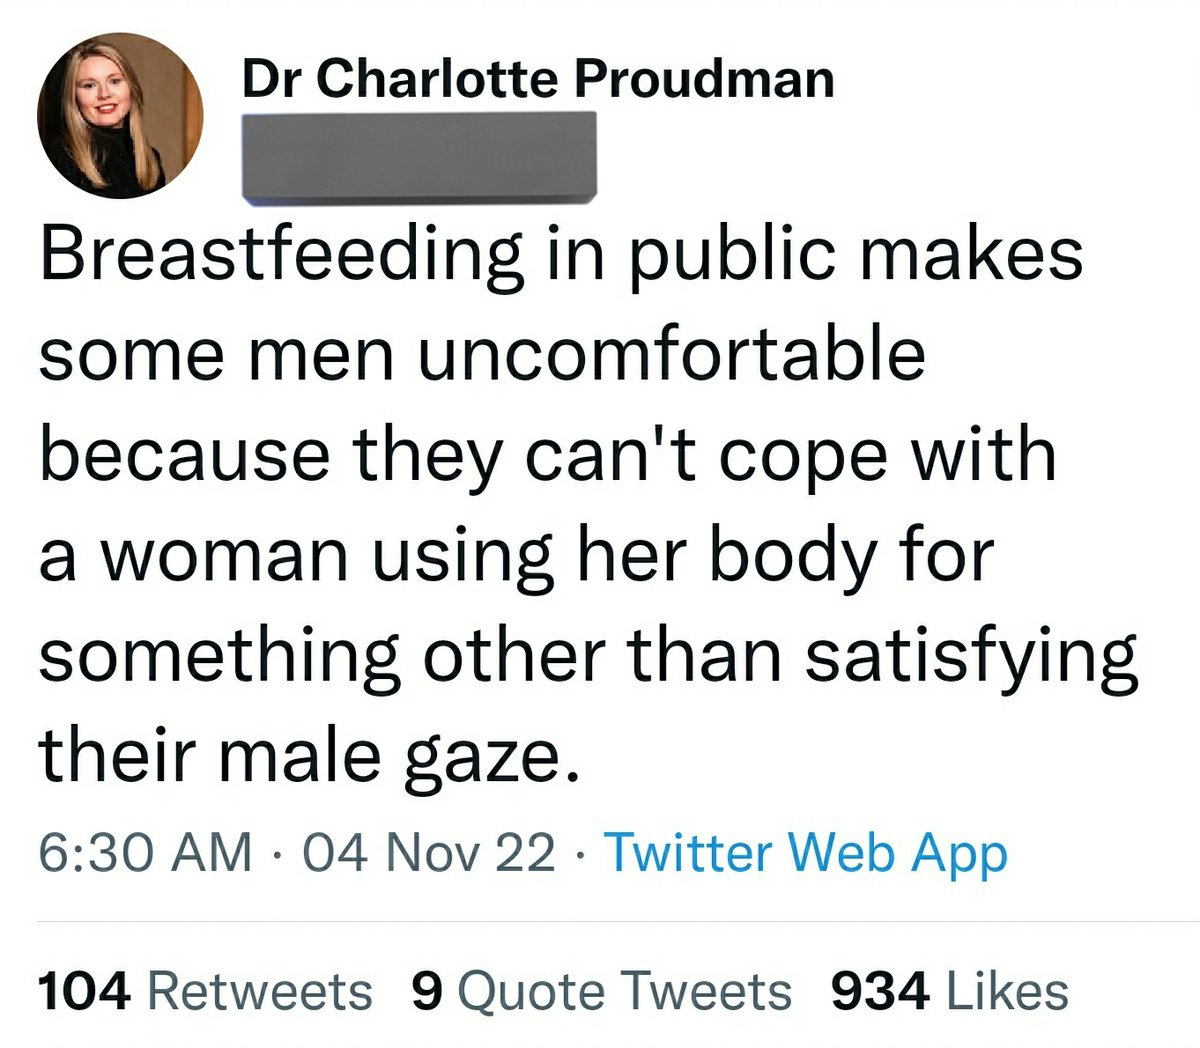 Dr Charlotte Proudman
Breastfeeding in public makes
some men uncomfortable
because they can't cope with
a woman using her body for
something other than satisfying
their male gaze.
6:30 AM · 04 Nov 22 · Twitter Web App
104 Retweets 9 Quote Tweets 934 Likes